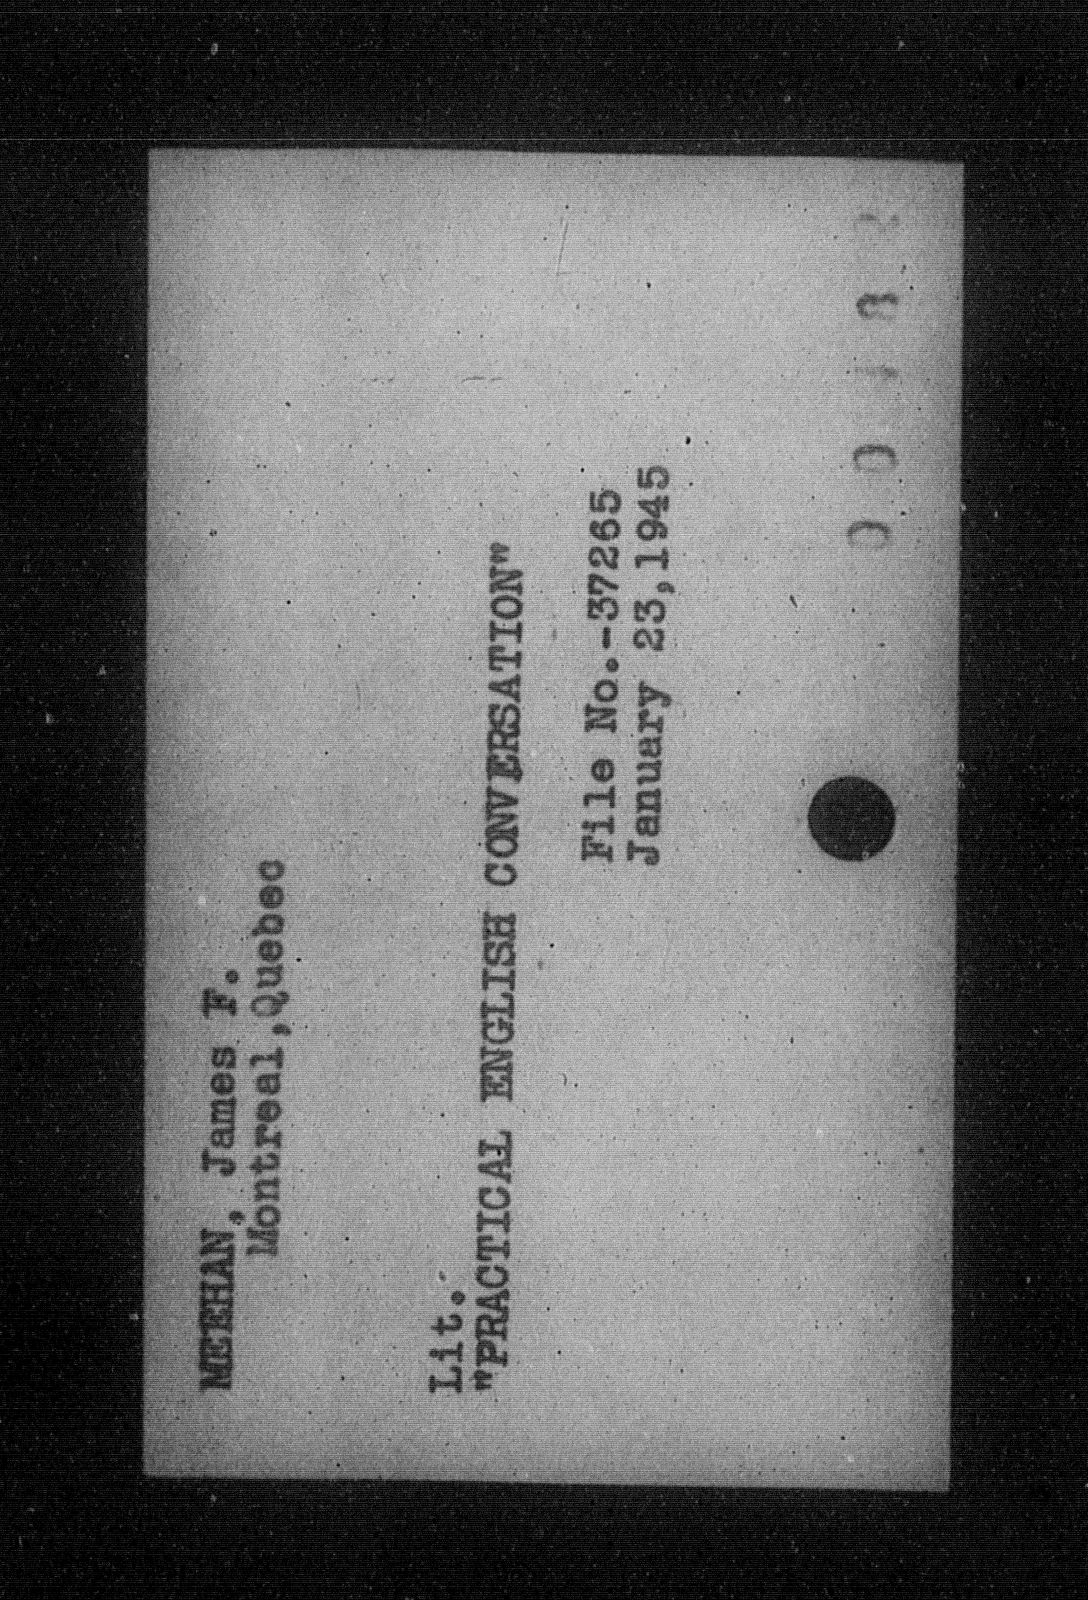 MEEHAN, James F.
Montreal,Quebec
Lit.
"PRACTICAL ENGLISH CONVERSATION"
File No.-37265
January 23,1945